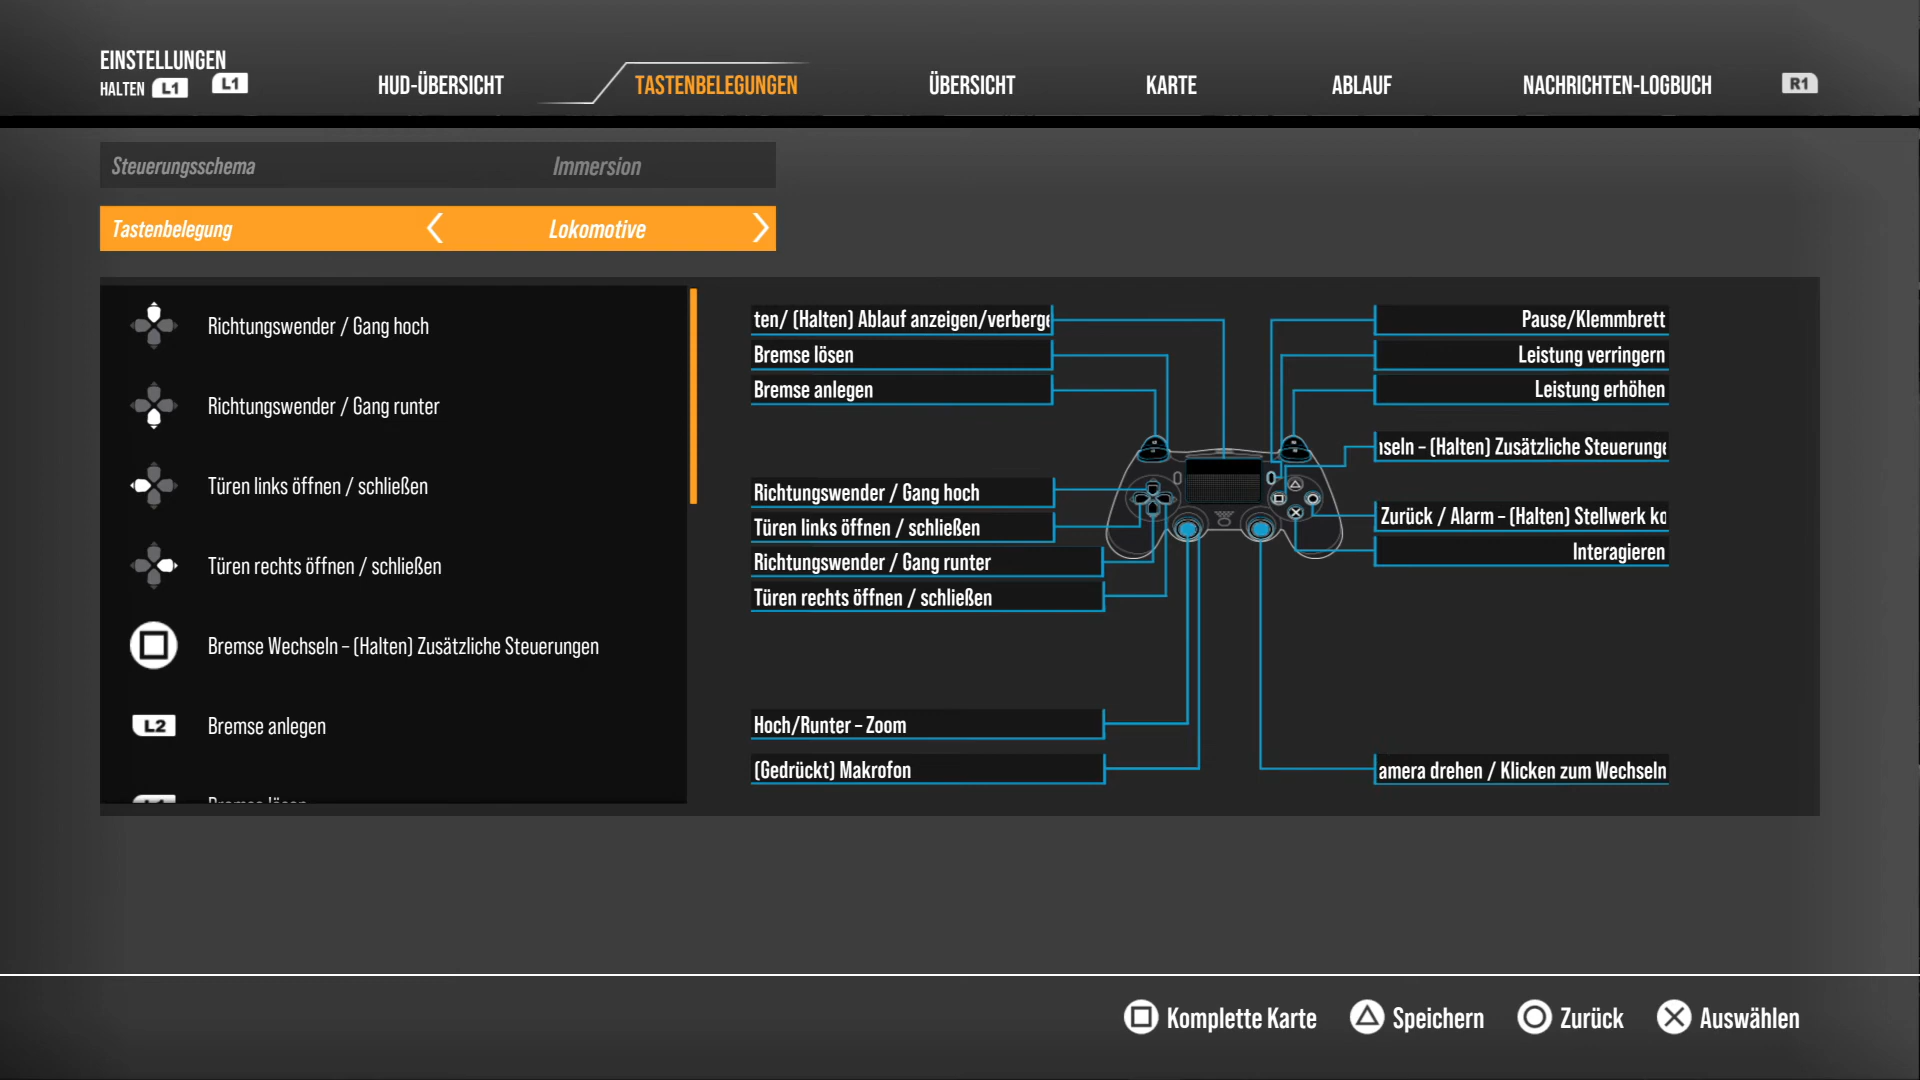 EINSTELLUNGEN
HALTEN L1 L1
HUD-ÜBERSICHT
TASTENBELEGUNGEN
ÜBERSICHT
KARTE
ABLAUF
NACHRICHTEN-LOGBUCH
R1
Steuerungsschema Immersion
Tastenbelegung Lokomotive
Richtungswender / Gang hoch
Richtungswender / Gang runter
Türen links öffnen / schließen
Türen rechts öffnen / schließen
Bremse Wechseln - (Halten) Zusätzliche Steuerungen
L2 Bremse anlegen
ten/ (Halten) Ablauf anzeigen/verberge
Bremse lösen
Bremse anlegen
Richtungswender / Gang hoch
Türen links öffnen / schließen
Richtungswender / Gang runter
Türen rechts öffnen / schließen
Hoch/Runter - Zoom
(Gedrückt) Makrofon
Pause/Klemmbrett
Leistung verringern
Leistung erhöhen
seln - (Halten) Zusätzliche Steuerunge
Zurück / Alarm - (Halten) Stellwerk ko
Interagieren
amera drehen / Klicken zum Wechseln
Komplette Karte
Speichern
Zurück
Auswählen